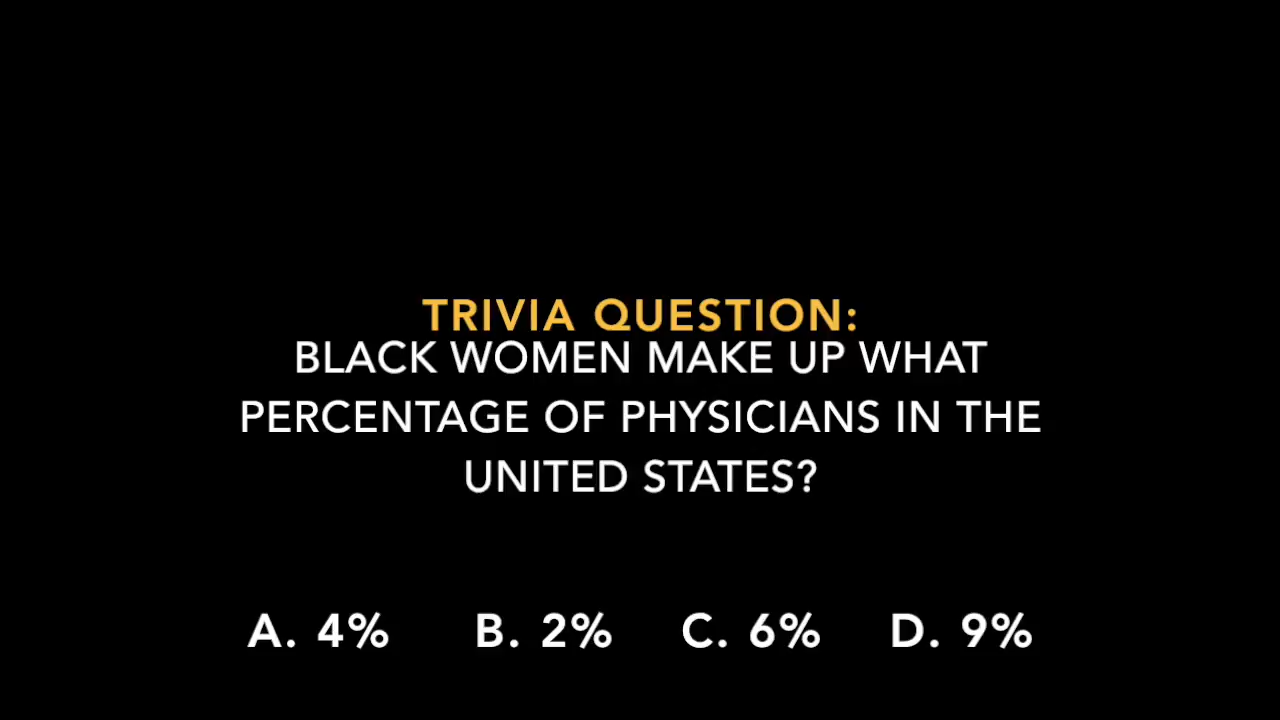 TRIVIA QUESTION:
BLACK WOMEN MAKE UP WHAT
PERCENTAGE OF PHYSICIANS IN THE
UNITED STATES?
A. 4% B. 2% C. 6% D. 9%